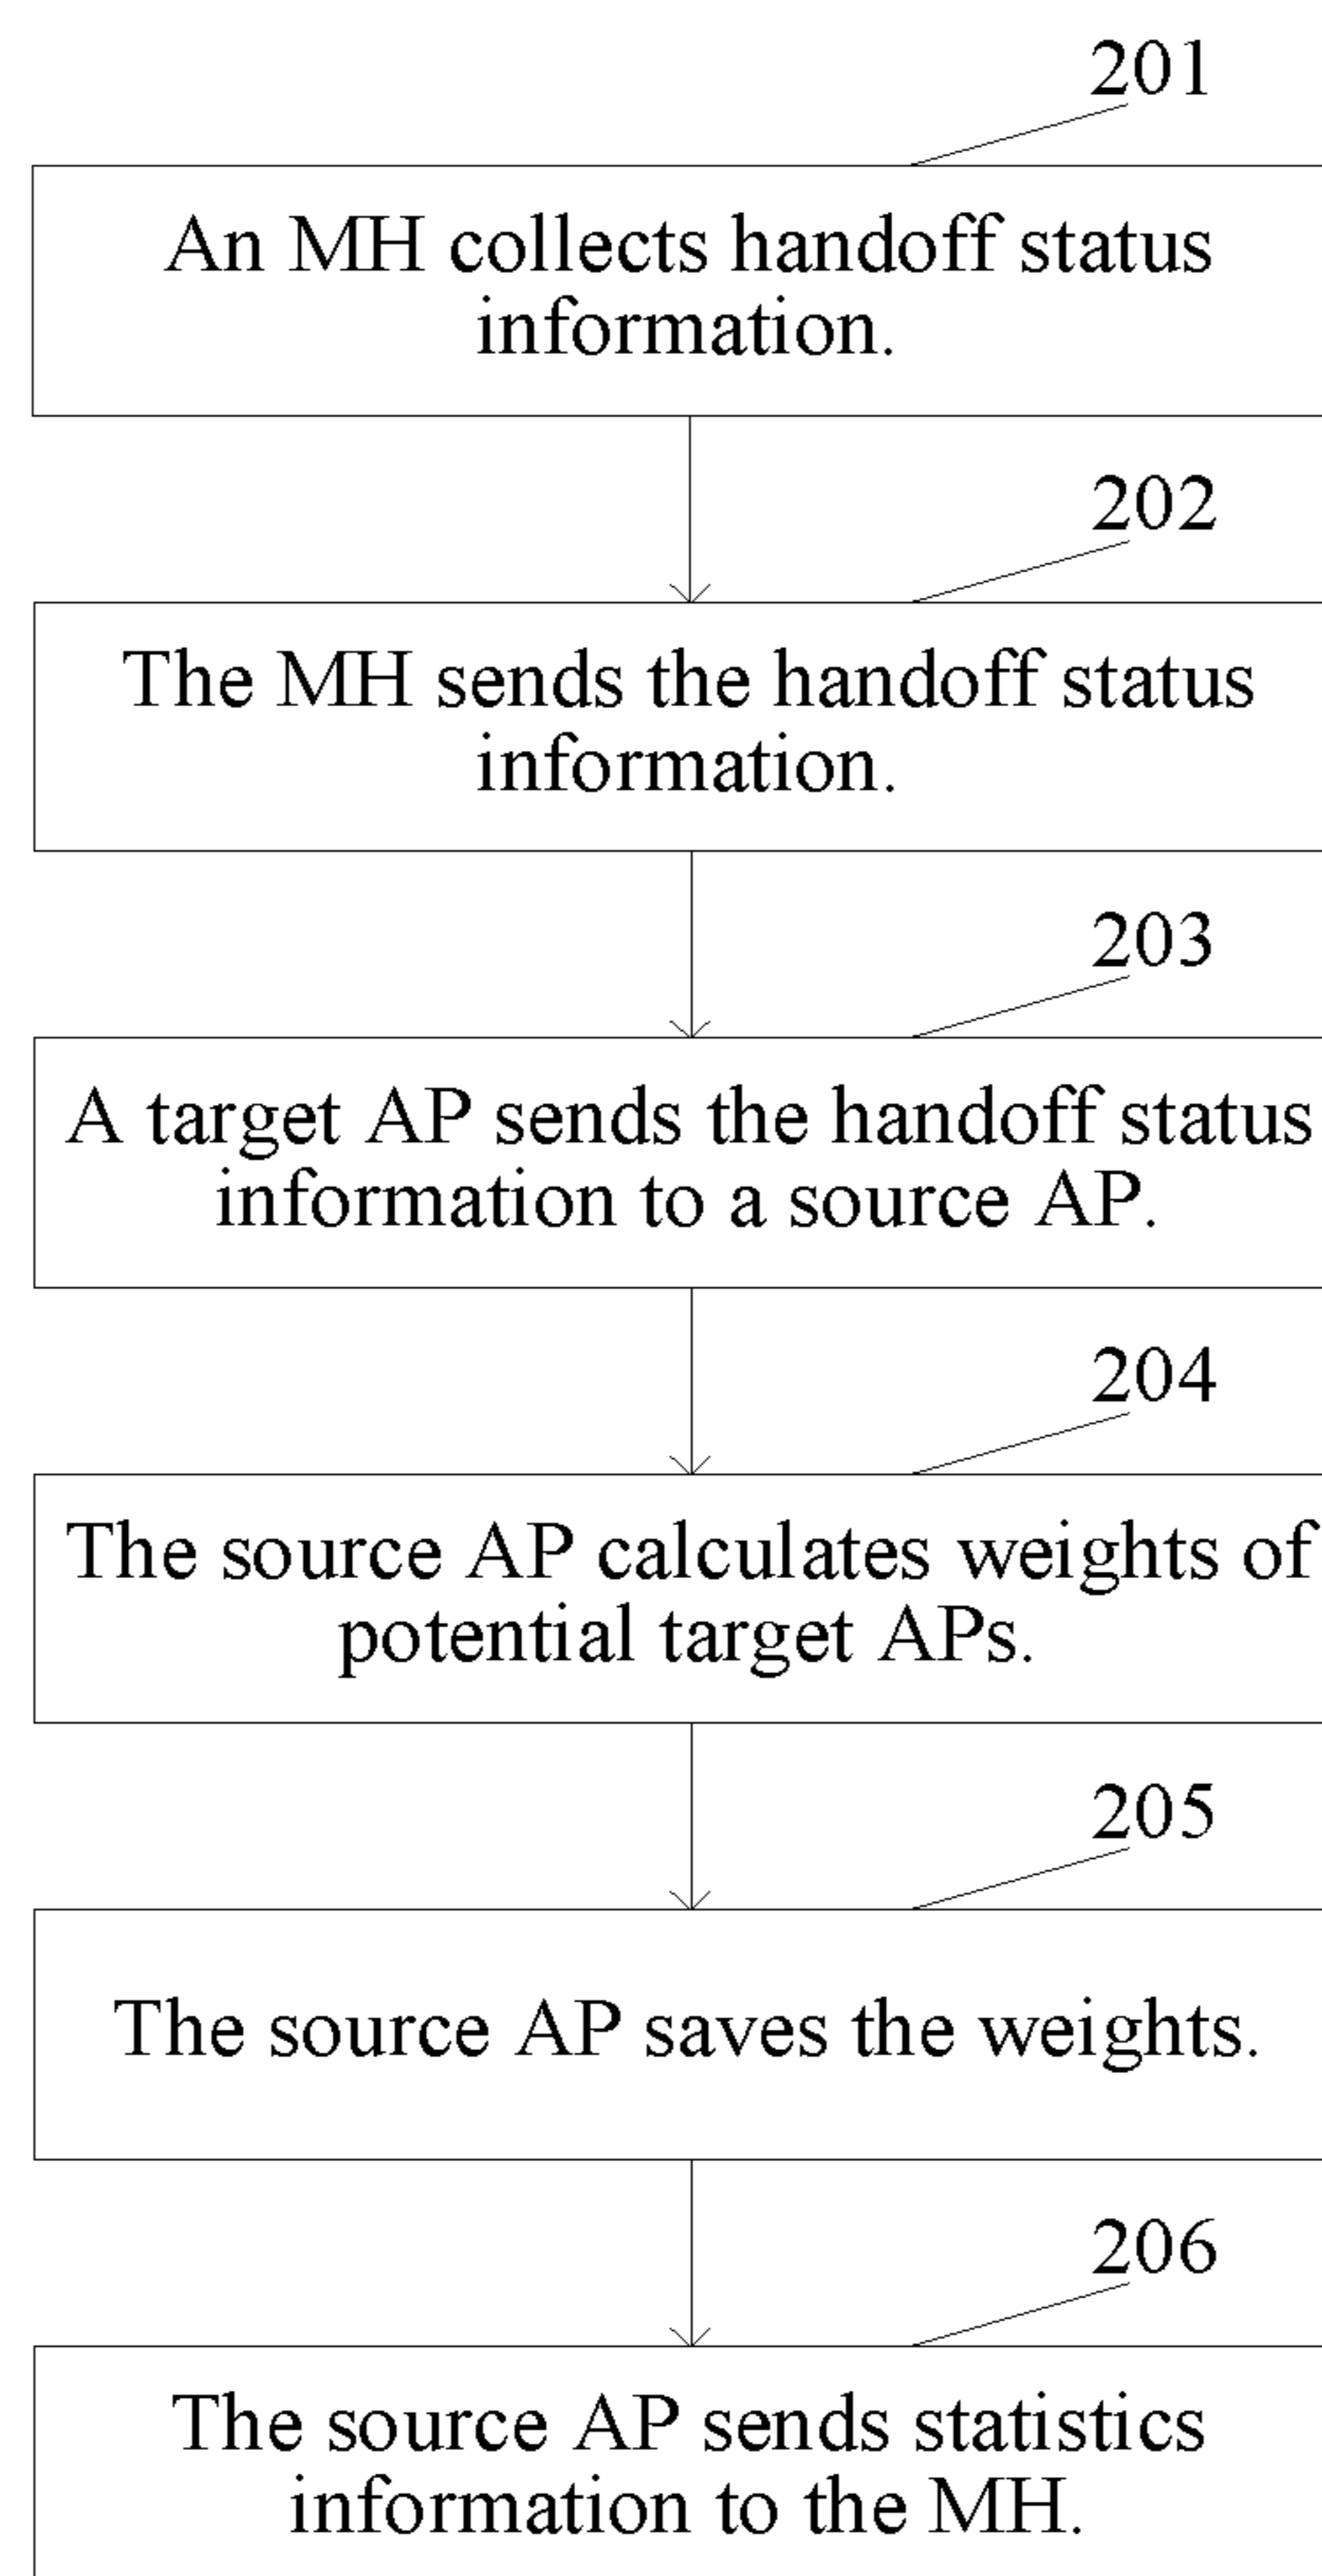 201
An MH collects handoff status
information.
202
The MH sends the handoff status
information.
203
A target AP sends the handoff status
information to a source AP.
204
The source AP calculates weights of
potential target APs.
205
The source AP saves the weights.
206
The source AP sends statistics
information to the MH.